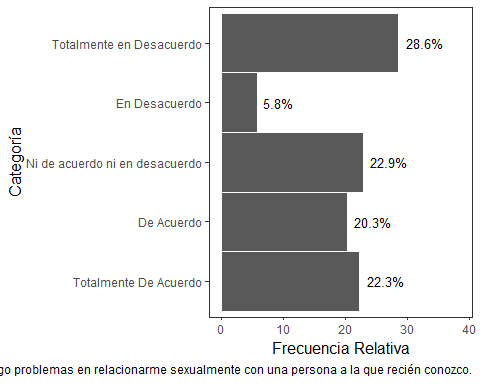 Totalmente en Desacuerdo
28.6%
En Desacuerdo
5.8%
Categoría
Ni de acuerdo ni en desacuerdo
22.9%
De Acuerdo
20.3%
Totalmente De Acuerdo
22.3%
0 10 20 30 40
Frecuencia Relativa
go problemas en relacionarme sexualmente con una persona a la que recién conozco.